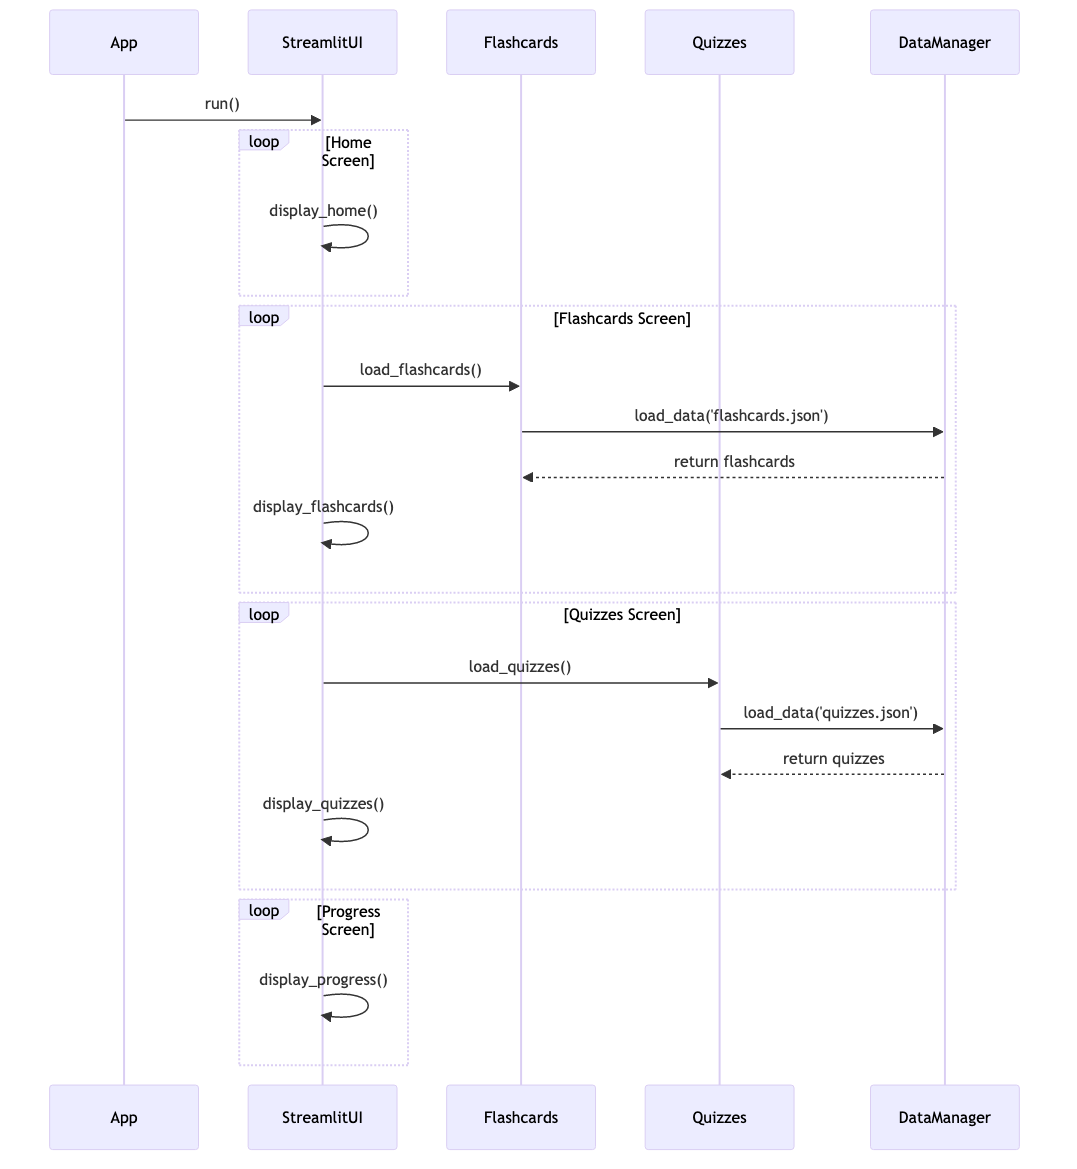 App
StreamlitUI
Flashcards
Quizzes
DataManager
run()
loop
[Home
Screen]
display_home()
loop
[Flashcards Screen]
load_flashcards()
load_data('flashcards.json')
return flashcards
display_flashcards()
loop
[Quizzes Screen]
load_quizzes()
load_data('quizzes.json')
return quizzes
display_quizzes()
loop
[Progress
Screen]
display_progress()
App
StreamlitUI
Flashcards
Quizzes
DataManager